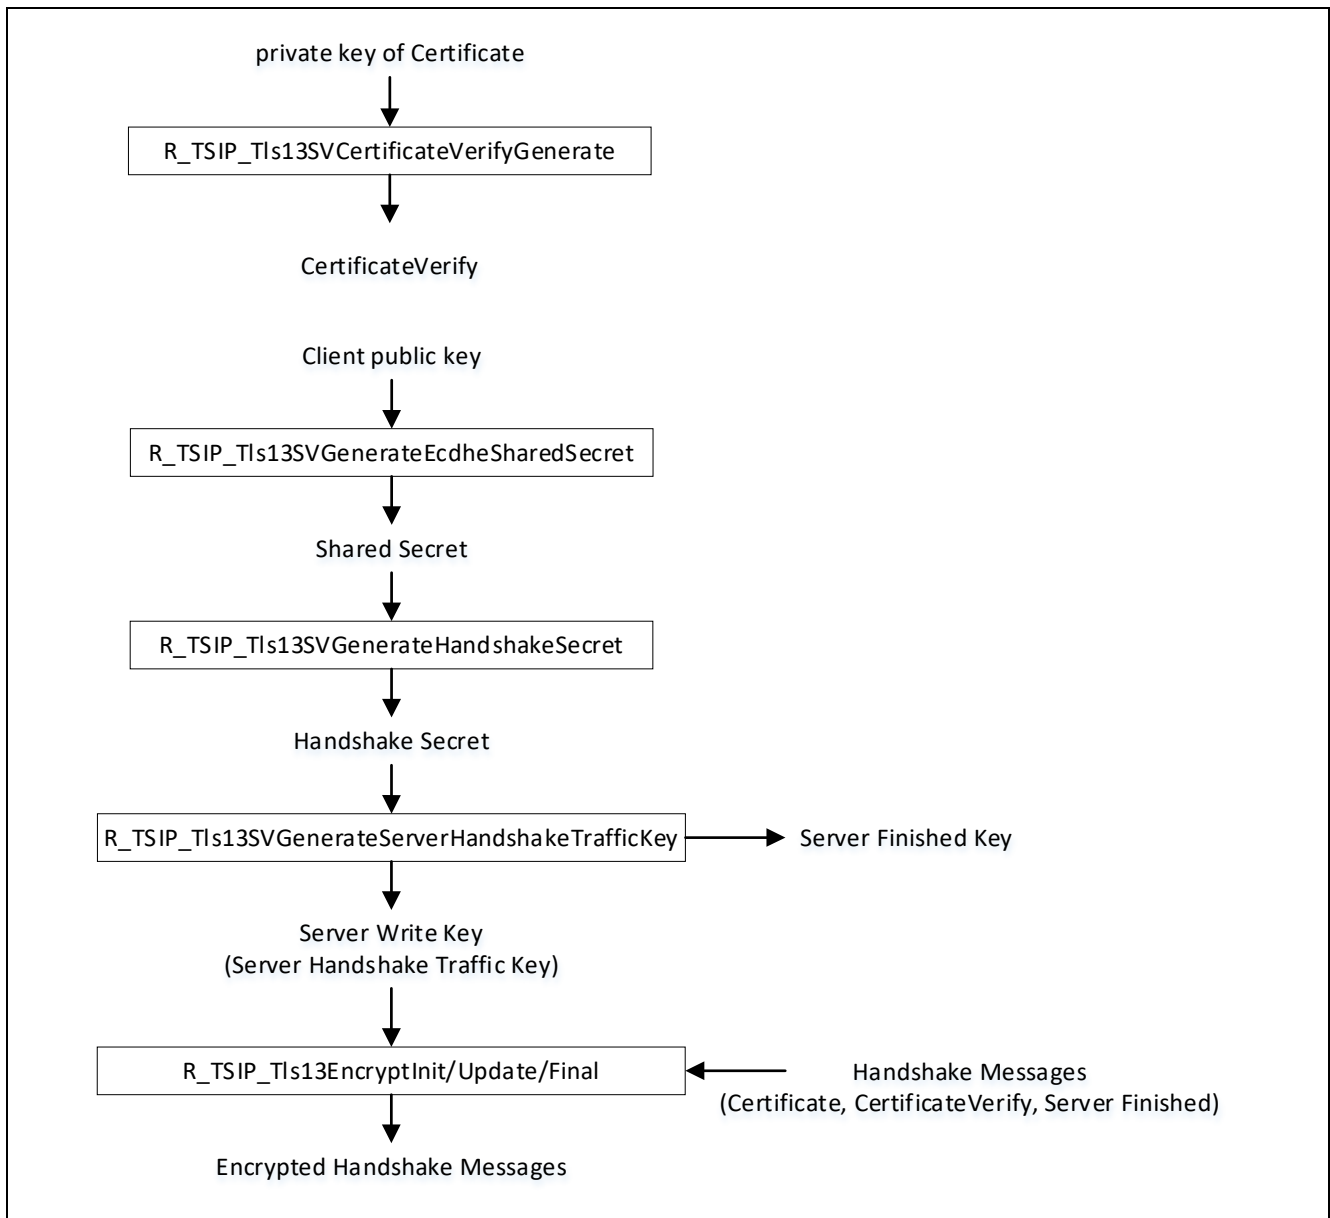 private key of Certificate
R_TSIP_Tls13SVCertificateVerifyGenerate
CertificateVerify
Client public key
R_TSIP_Tls13SVGenerateEcdheSharedSecret
Shared Secret
R_TSIP_Tls13SVGenerateHandshakeSecret
Handshake Secret
R_TSIP_Tls13SVGenerateServerHandshakeTrafficKey
Server Finished Key
Server Write Key
(Server Handshake Traffic Key)
R_TSIP_Tls13EncryptInit/Update/Final
Handshake Messages
(Certificate, CertificateVerify, Server Finished)
Encrypted Handshake Messages